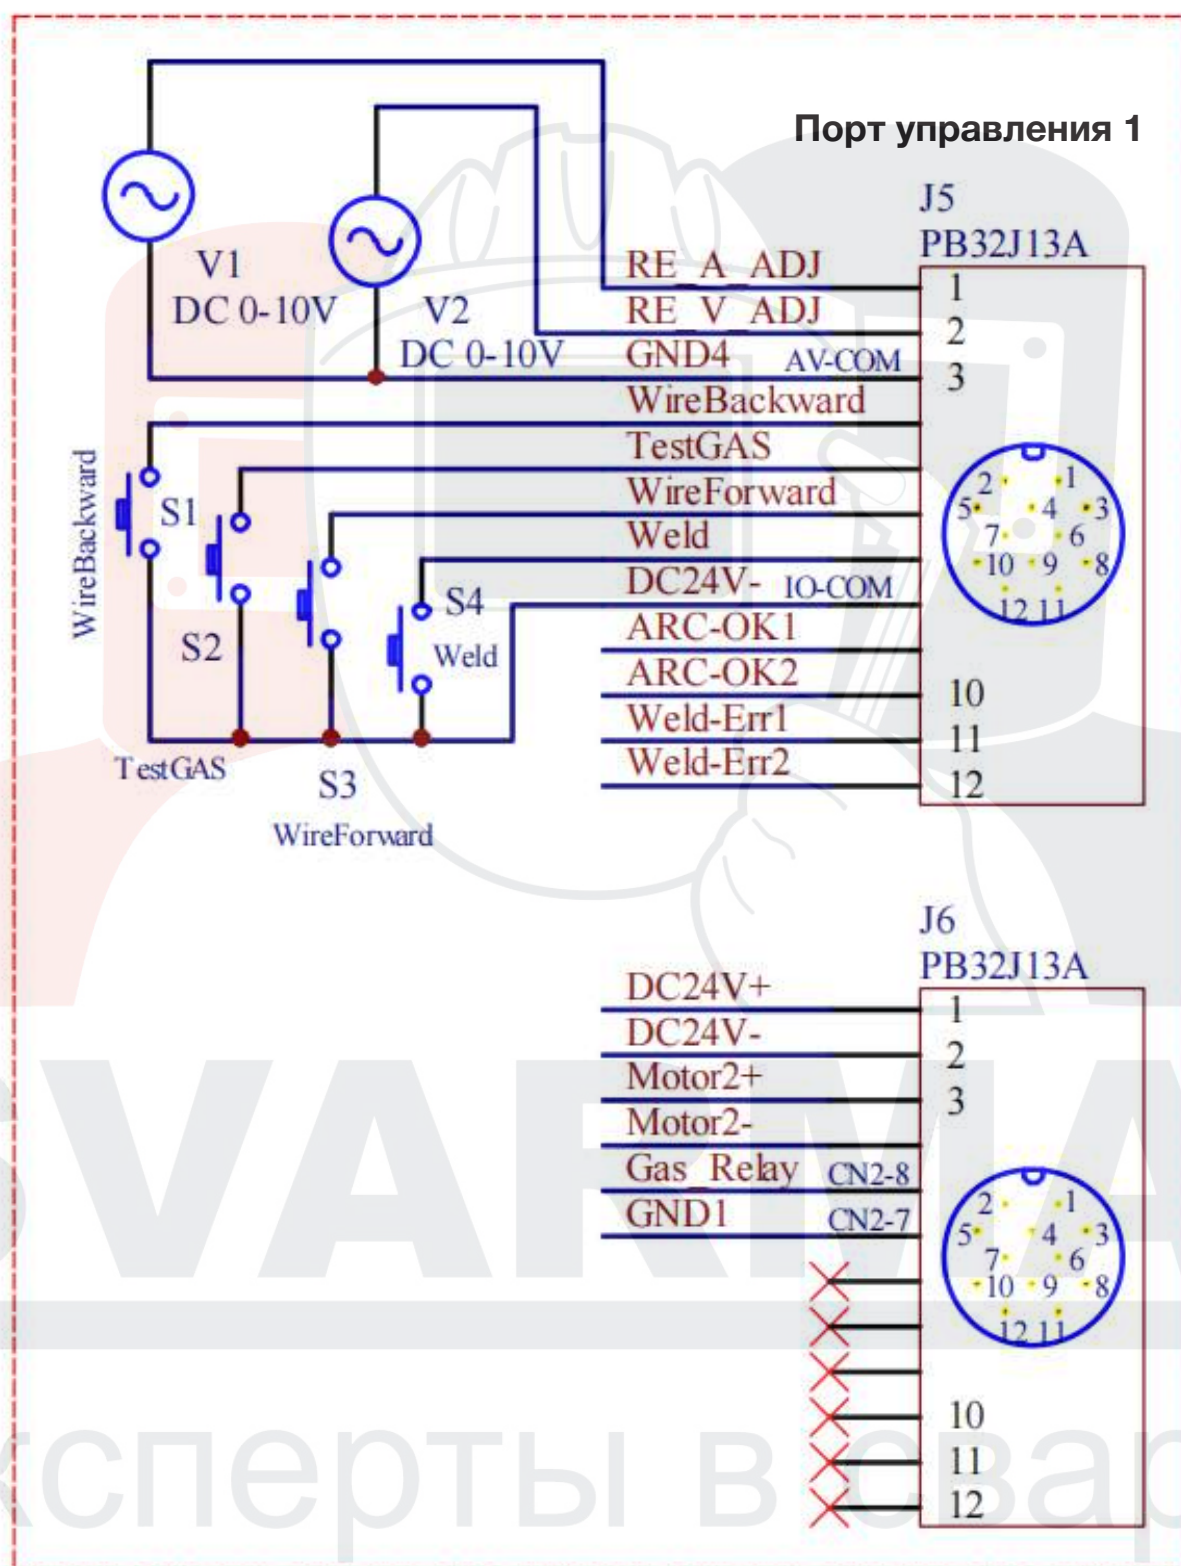 Порт управления 1
J5
PB32J13A
V1
DC 0-10V
V2
DC 0-10V
RE_A_ADJ
1
RE_V_ADJ
2
GND4
AV-COM
3
WireBackward
TestGAS
WireForward
Weld
DC24V-
IO-COM
ARC-OK1
ARC-OK2
10
Weld-Err1
11
Weld-Err2
12
2 1
5 4 3
7 6
10 9 8
12 11
WireBackward
S1
S2
S4
Weld
TestGAS
S3
WireForward
J6
PB32J13A
DC24V+
1
DC24V-
2
Motor2+
3
Motor2-
Gas_Relay
CN2-8
GND1
CN2-7
2 1
5 4 3
7 6
10 9 8
12 11
10
11
12
SVARMA
ксперты в свар